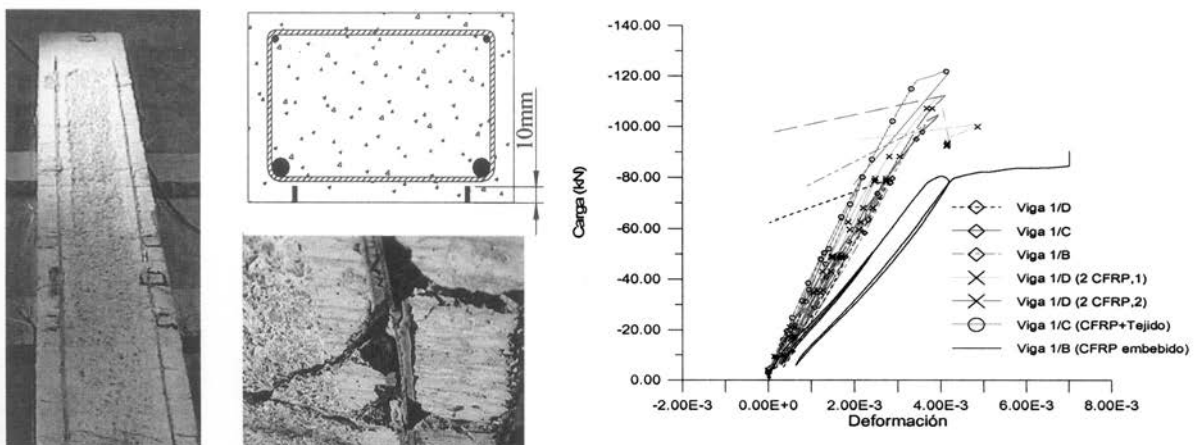 10mm
Carga (kN)
-140.00
-120.00
-100.00
-80.00
-60.00
-40.00
-20.00
0.00
Viga 1/D
Viga 1/C
Viga 1/B
Viga 1/D (2 CFRP,1)
Viga 1/D (2 CFRP,2)
Viga 1/C (CFRP+Tejido)
Viga 1/B (CFRP embebido)
-2.00E-3 0.00E+0 2.00E-3 4.00E-3 6.00E-3 8.00E-3
Deformación